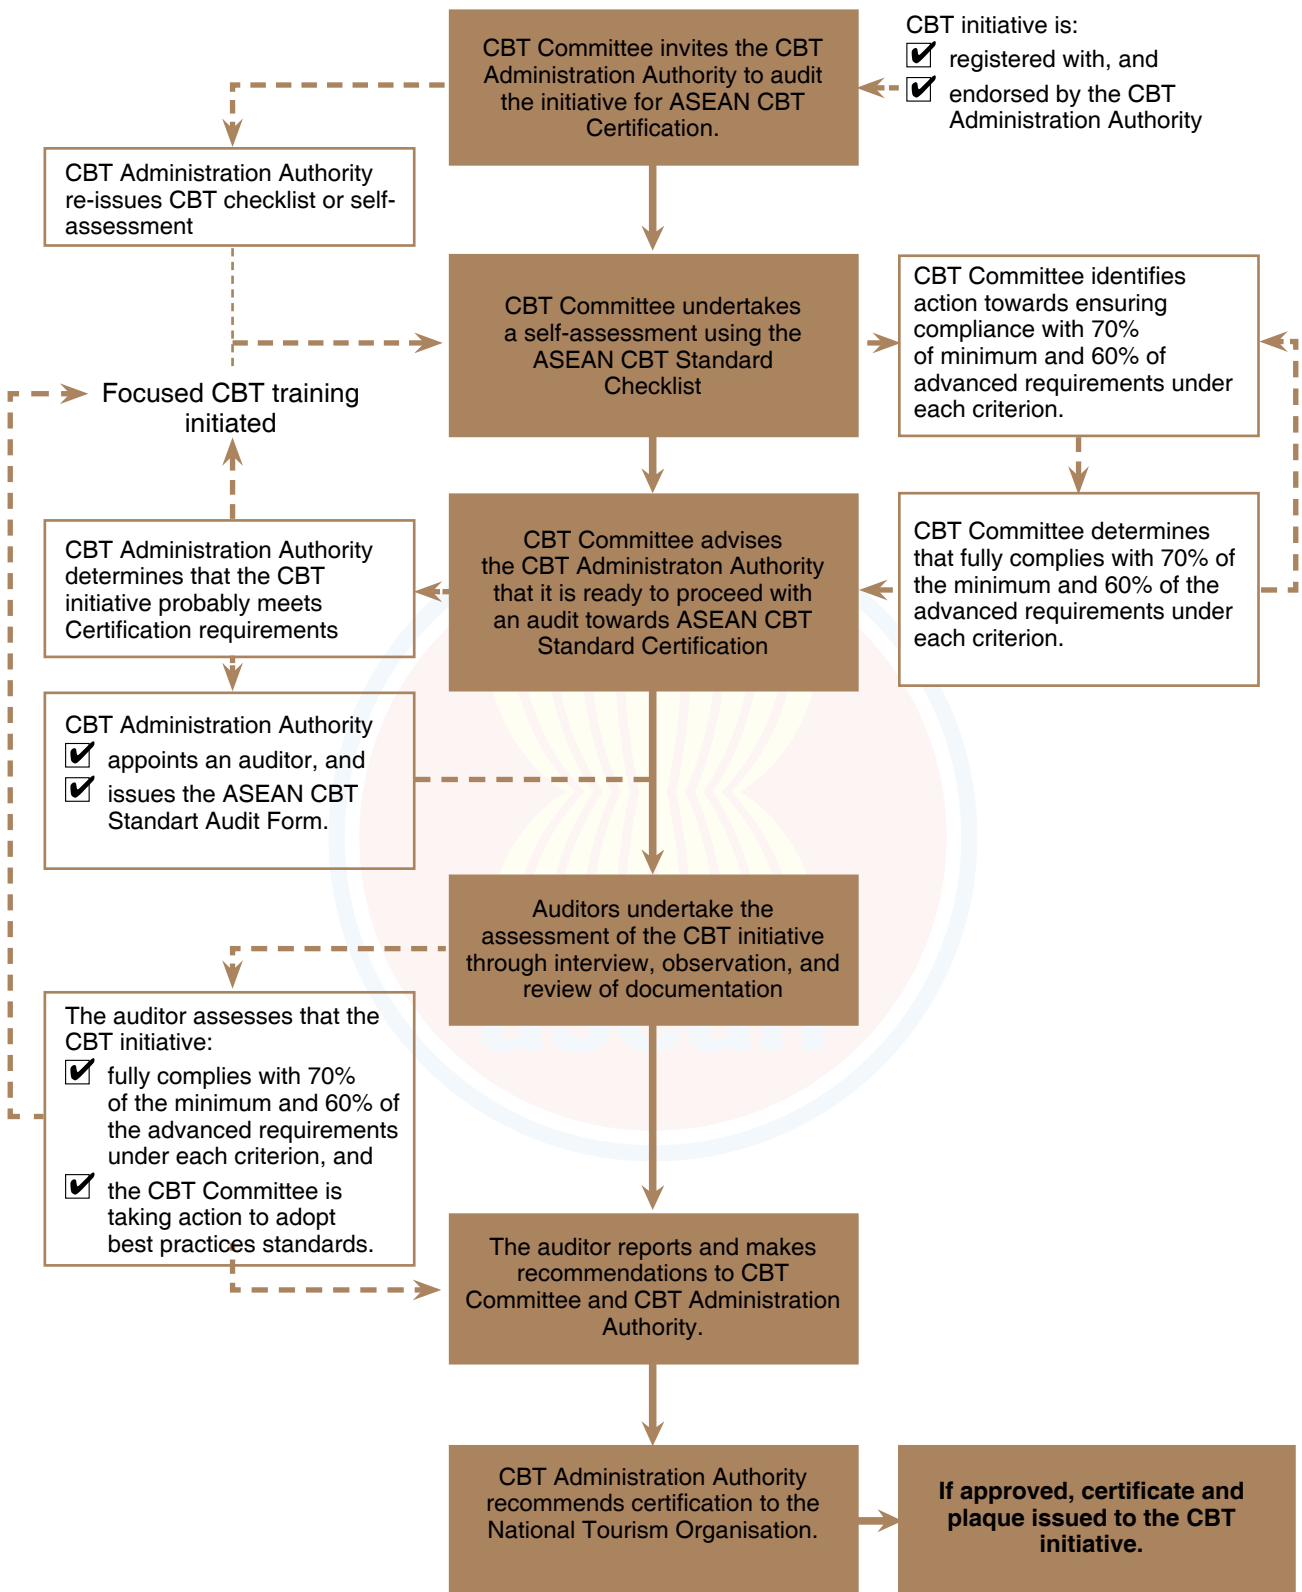 CBT Committee invites the CBT
Administration Authority to audit
the initiative for ASEAN CBT
Certification.
CBT initiative is:
registered with, and
endorsed by the CBT
Administration Authority
CBT Administration Authority
re-issues CBT checklist or self-
assessment
CBT Committee undertakes
a self-assessment using the
ASEAN CBT Standard
Checklist
CBT Committee identifies
action towards ensuring
compliance with 70%
of minimum and 60% of
advanced requirements under
each criterion.
Focused CBT training
initiated
CBT Administration Authority
determines that the CBT
initiative probably meets
Certification requirements
CBT Committee advises
the CBT Administraton Authority
that it is ready to proceed with
an audit towards ASEAN CBT
Standard Certification
CBT Committee determines
that fully complies with 70% of
the minimum and 60% of the
advanced requirements under
each criterion.
CBT Administration Authority
appoints an auditor, and
issues the ASEAN CBT
Standart Audit Form.
Auditors undertake the
assessment of the CBT initiative
through interview, observation, and
review of documentation
asean
The auditor assesses that the
CBT initiative:
fully complies with 70%
of the minimum and 60% of
the advanced requirements
under each criterion, and
the CBT Committee is
taking action to adopt
best practices standards.
The auditor reports and makes
recommendations to CBT
Committee and CBT Administration
Authority.
CBT Administration Authority
recommends certification to the
National Tourism Organisation.
If approved, certificate and
plaque issued to the CBT
initiative.